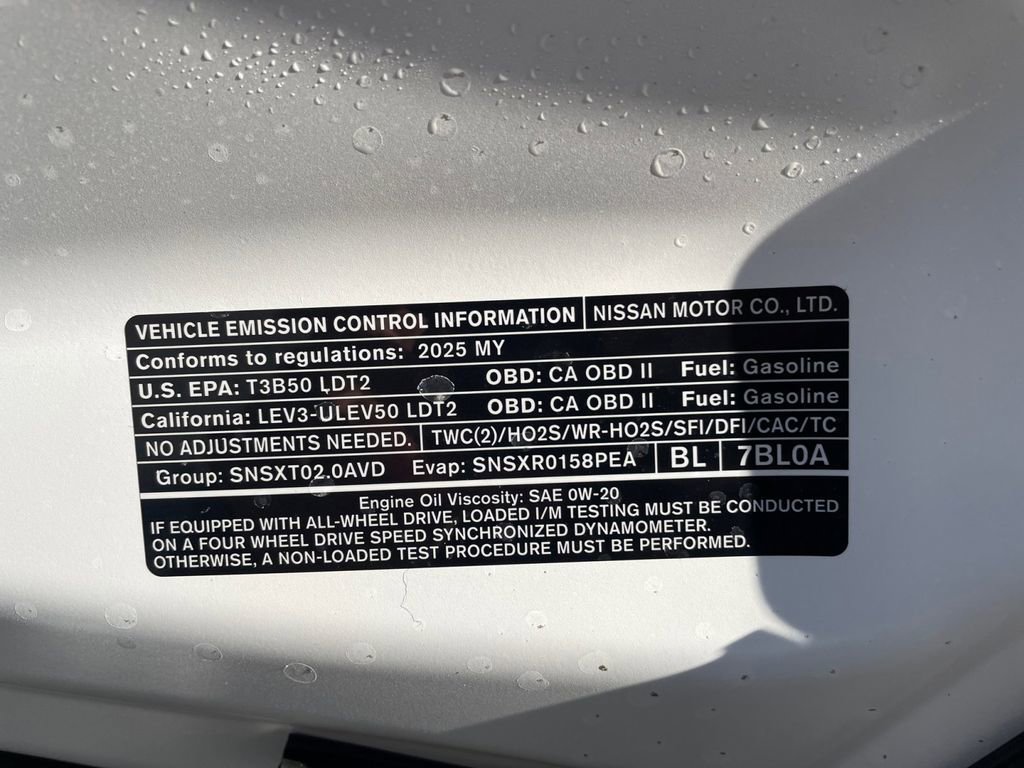 VEHICLE EMISSION CONTROL INFORMATION NISSAN MOTOR CO., LTD.
Conforms to regulations: 2025 MY
U.S. EPA: T3B50 LDT2 OBD: CA OBD II Fuel: Gasoline
California: LEV3-ULEV50 LDT2 OBD: CA OBD II Fuel: Gasoline
NO ADJUSTMENTS NEEDED. TWC(2)/HO2S/WR-HO2S/SFI/DFI/CAC/TC
Group: SNSXT02.0AVD Evap: SNSXR0158PEA BL 7BL0A
Engine Oil Viscosity: SAE 0W-20
IF EQUIPPED WITH ALL-WHEEL DRIVE, LOADED I/M TESTING MUST BE CONDUCTED
ON A FOUR WHEEL DRIVE SPEED SYNCHRONIZED DYNAMOMETER.
OTHERWISE, A NON-LOADED TEST PROCEDURE MUST BE PERFORMED.